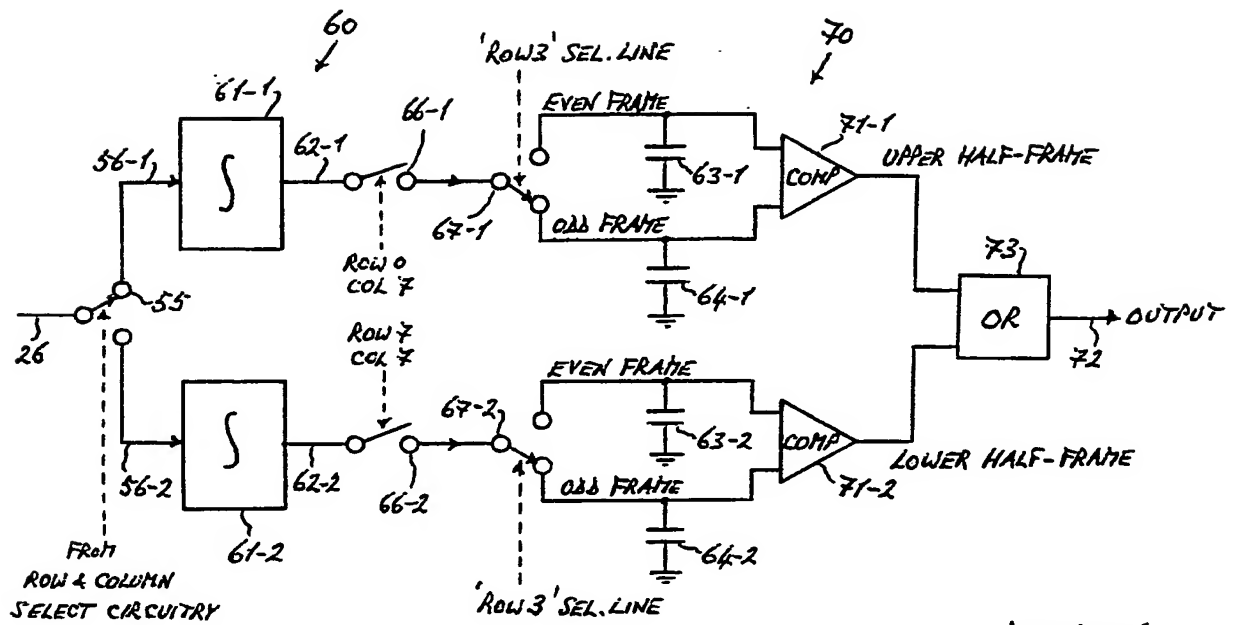 60
70
'ROW3' SEL. LINE
61-1
66-1
EVEN FRAME
71-1
56-1
62-1
∫
63-1
COMP
UPPER HALF-FRAME
67-1
ODD FRAME
73
ROW 0
COL 7
64-1
55
OR
OUTPUT
26
ROW 7
COL 7
72
EVEN FRAME
67-2
63-2
COMP
∫
56-2
62-2
66-2
ODD FRAME
71-2
LOWER HALF-FRAME
61-2
64-2
FROM
ROW & COLUMN
SELECT CIRCUITRY
'ROW3' SEL. LINE